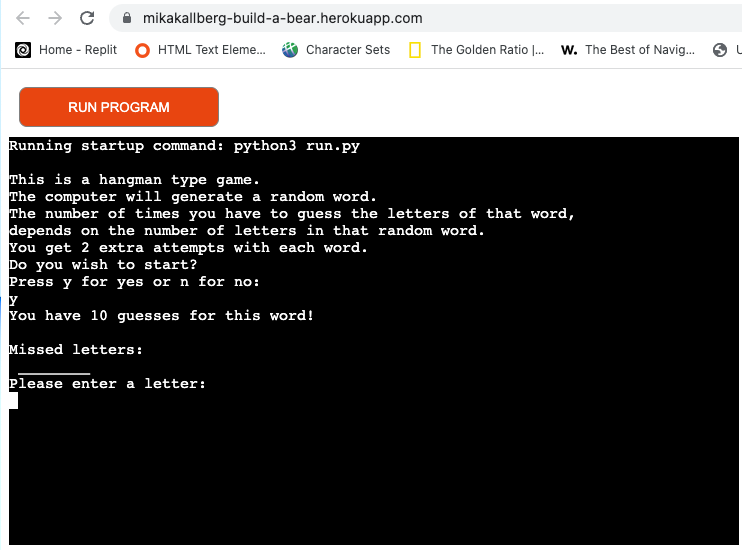 mikakallberg-build-a-bear.herokuapp.com
Home - Replit
HTML Text Eleme...
Character Sets
The Golden Ratio |...
W.
The Best of Navig...
U
RUN PROGRAM
Running startup command: python3 run.py
This is a hangman type game.
The computer will generate a random word.
The number of times you have to guess the letters of that word,
depends on the number of letters in that random word.
You get 2 extra attempts with each word.
Do you wish to start?
Press y for yes or n for no:
y
You have 10 guesses for this word!
Missed letters:
________
Please enter a letter: